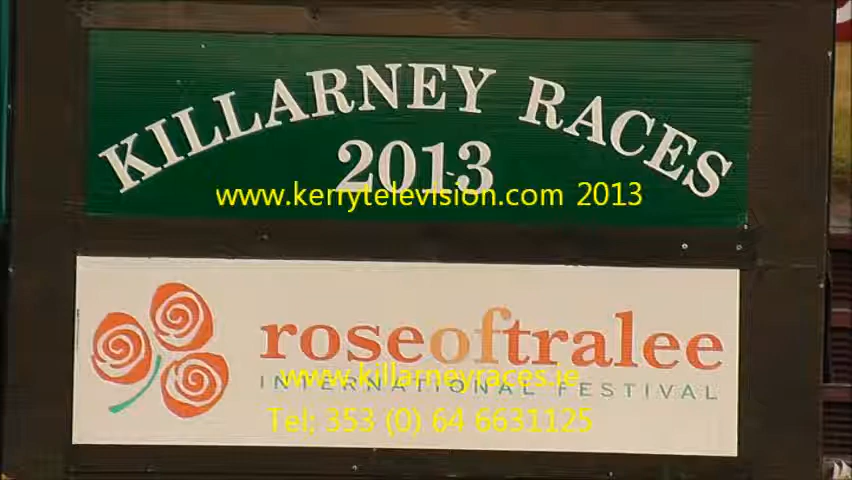 KILLARNEY RACES
2013
www.kerrytelevision.com 2013
roseoftralee
www.killarneyraces.ie
INTERNATIONAL FESTIVAL
Tel; 353 (0) 64 6631125